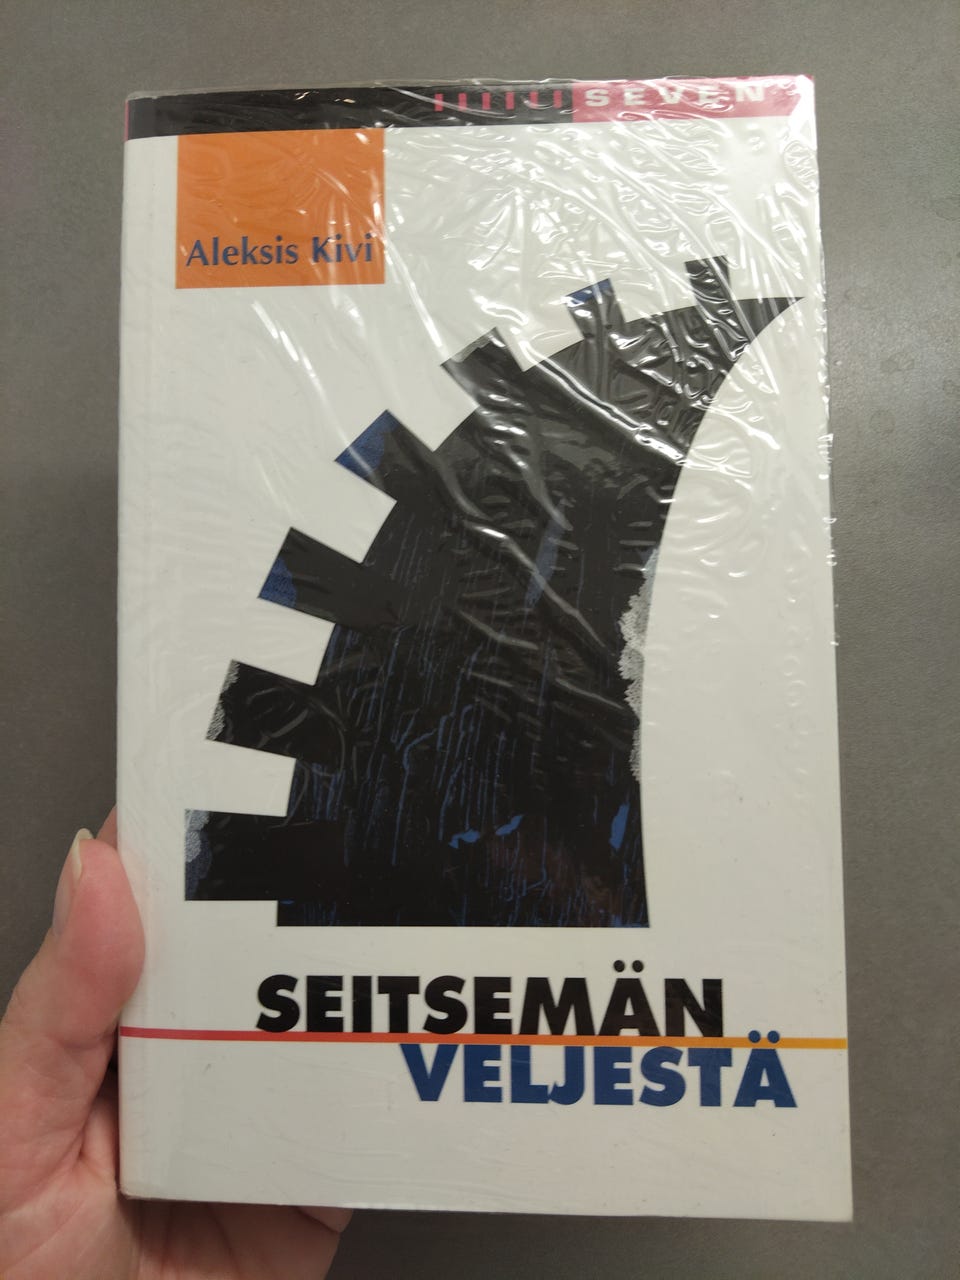 SEVEN
Aleksis Kivi
SEITSEMÄN
VELJESTÄ